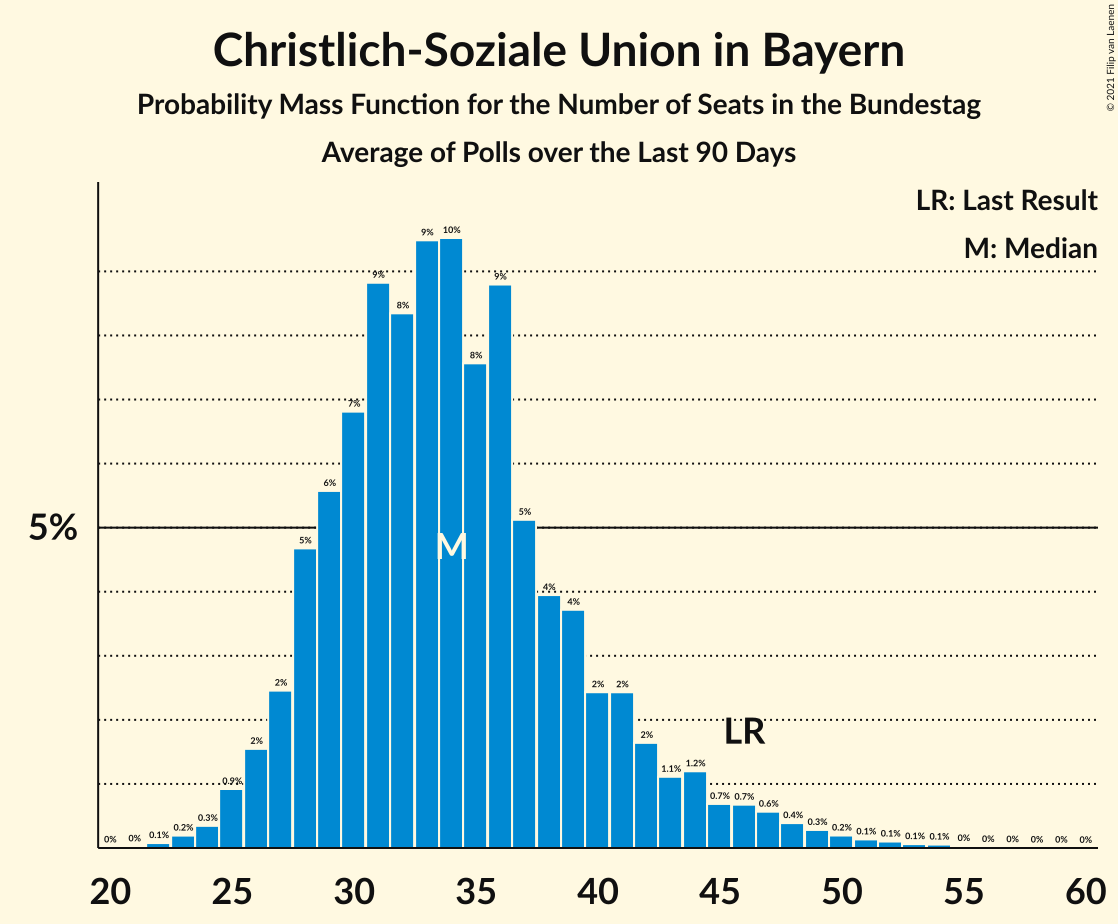 Christlich-Soziale Union in Bayern
Probability Mass Function for the Number of Seats in the Bundestag
Average of Polls over the Last 90 Days
© 2021 Filip van Laenen
LR: Last Result
M: Median
5%
0% 0% 0.1% 0.2% 0.3% 0.9% 2% 2% 5% 6% 7% 9% 8% 9% 10% 8% 9% 5% 4% 4% 2% 2% 2% 1.1% 1.2% 0.7% 0.7% 0.6% 0.4% 0.3% 0.2% 0.1% 0.1% 0.1% 0.1% 0% 0% 0% 0% 0% 0%
M
LR
20 25 30 35 40 45 50 55 60